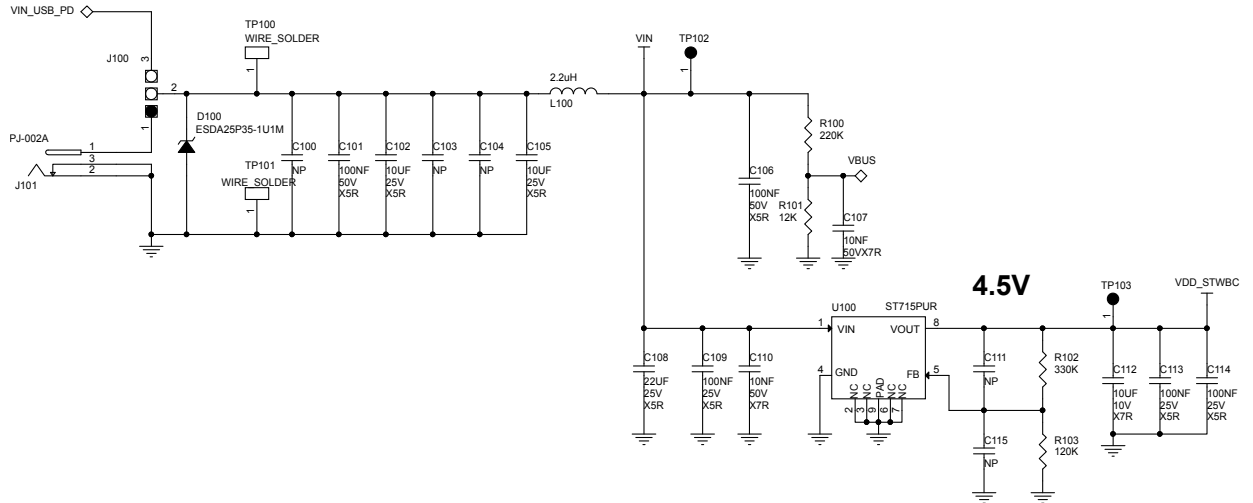 VIN_USB_PD
J100
3
2
1
PJ-002A
1
3
2
J101
TP100
WIRE_SOLDER
1
D100
ESDA25P35-1U1M
TP101
WIRE_SOLDER
1
C100
NP
C101
100NF
50V
X5R
C102
10UF
25V
X5R
C103
NP
C104
NP
C105
10UF
25V
X5R
2.2uH
L100
VIN
TP102
1
C106
100NF
50V
X5R
R100
220K
R101
12K
VBUS
C107
10NF
50VX7R
C108
22UF
25V
X5R
C109
100NF
25V
X5R
C110
10NF
50V
X7R
U100
ST715PUR
1
VIN
VOUT
8
4
GND
FB
5
NC
NC
PAD
NC
NC
2
3
9
6
7
4.5V
C111
NP
R102
330K
C115
NP
R103
120K
TP103
1
VDD_STWBC
C112
10UF
10V
X7R
C113
100NF
25V
X5R
C114
100NF
25V
X5R